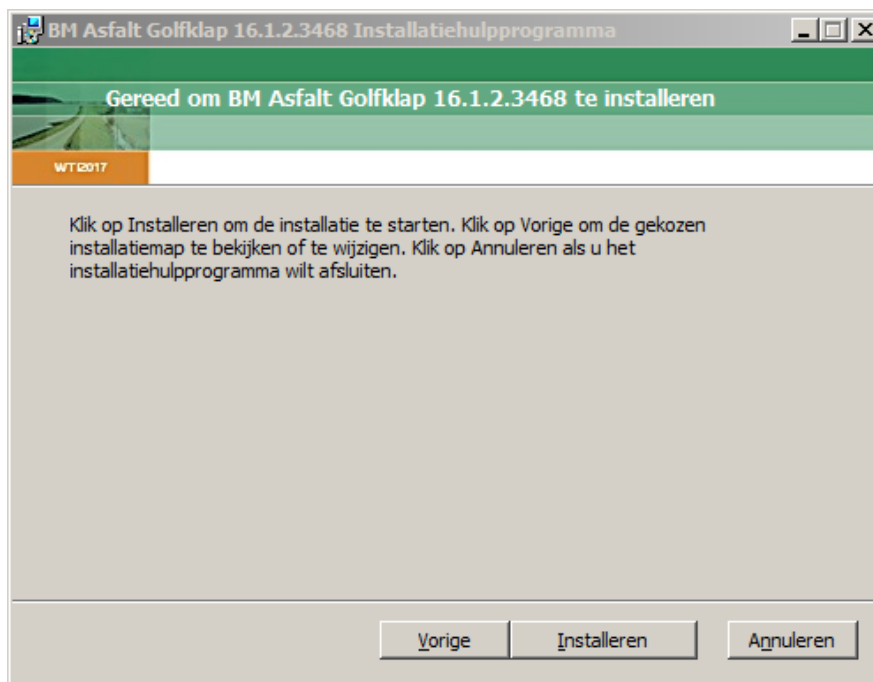 BM Asfalt Golfklap 16.1.2.3468 Installatiehulpprogramma
Gereed om BM Asfalt Golfklap 16.1.2.3468 te installeren
WTI2017
Klik op Installeren om de installatie te starten. Klik op Vorige om de gekozen
installatiemap te bekijken of te wijzigen. Klik op Annuleren als u het
installatiehulpprogramma wilt afsluiten.
Vorige
Installeren
Annuleren